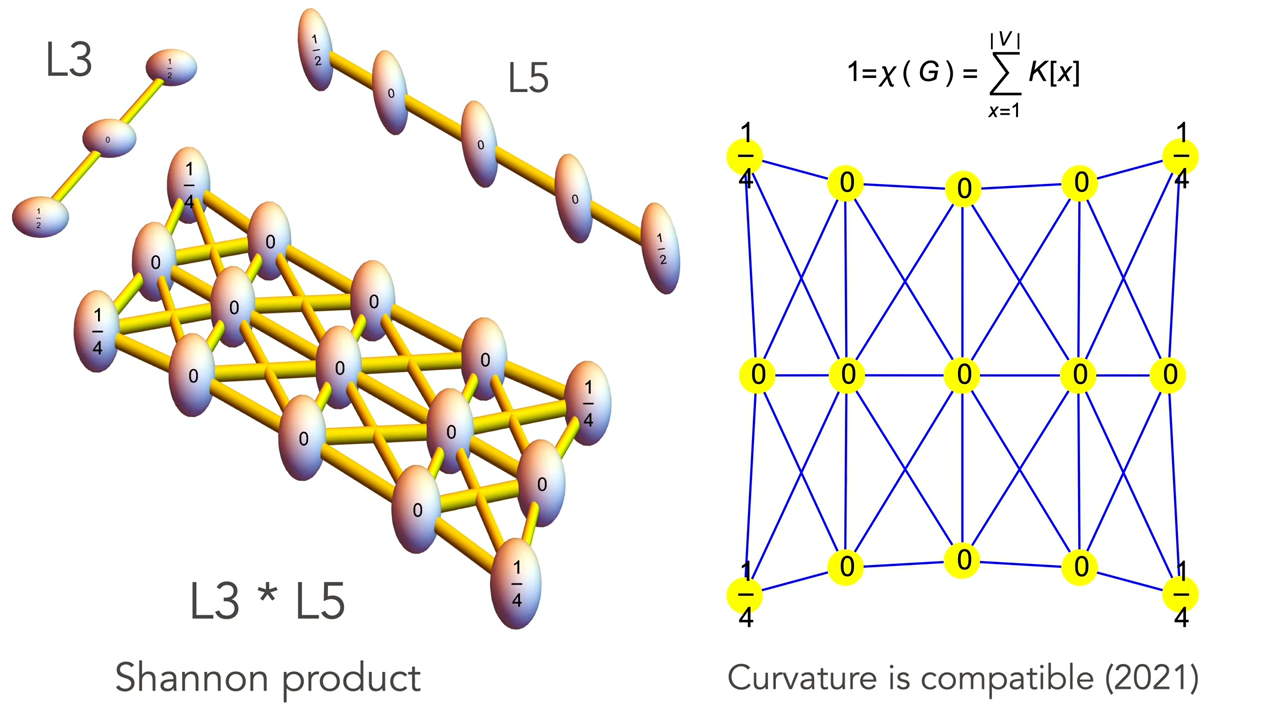 L3
1/2
0
1/2
L5
1/2
0
0
0
1/2
1/4
0
0
1/4
0
0
0
0
0
1/4
0
0
0
0
1/4
L3 * L5
Shannon product
1=χ( G ) = ∑ K[x]
|V|
x=1
1/4 0 0 0 1/4
0 0 0 0 0
1/4 0 0 0 1/4
Curvature is compatible (2021)